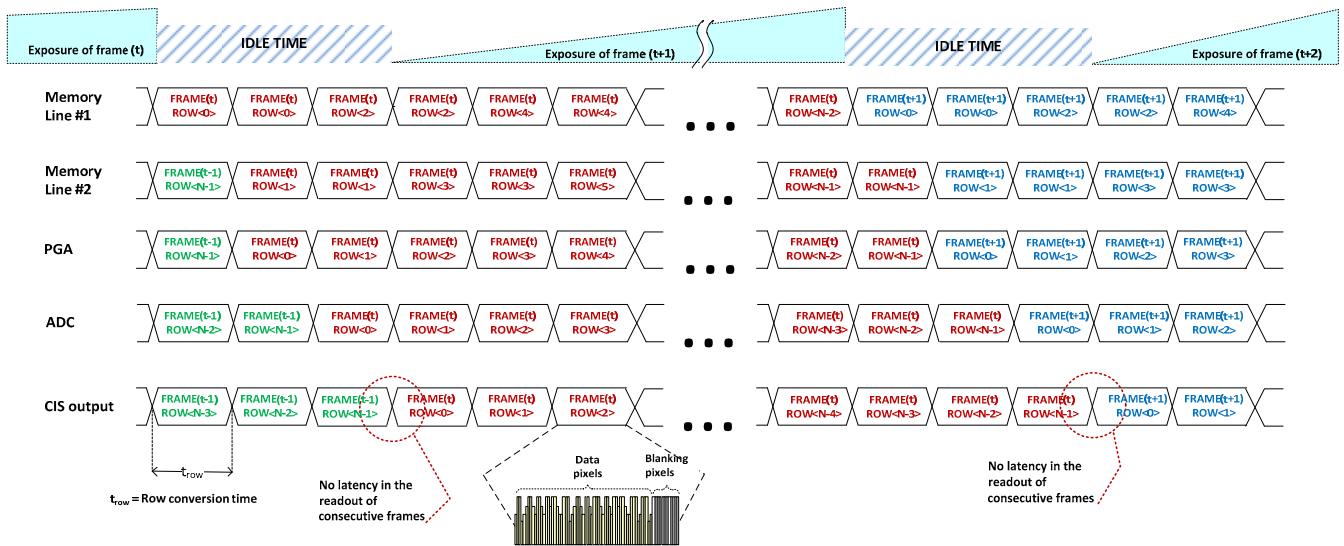 Exposure of frame (t)
IDLE TIME
Exposure of frame (t+1)
IDLE TIME
Exposure of frame (t+2)
Memory
Line #1
FRAME(t) FRAME(t) FRAME(t) FRAME(t) FRAME(t) FRAME(t) FRAME(t) FRAME(t+1) FRAME(t+1) FRAME(t+1) FRAME(t+1) FRAME(t+1)
ROW<0> ROW<0> ROW<2> ROW<2> ROW<4> ROW<4> ROW<N-2> ROW<0> ROW<0> ROW<2> ROW<2> ROW<4>
Memory
Line #2
FRAME(t-1) FRAME(t) FRAME(t) FRAME(t) FRAME(t) FRAME(t) FRAME(t) FRAME(t) FRAME(t+1) FRAME(t+1) FRAME(t+1) FRAME(t+1)
ROW<N-1> ROW<1> ROW<1> ROW<3> ROW<3> ROW<5> ROW<N-1> ROW<N-1> ROW<1> ROW<1> ROW<3> ROW<3>
PGA
FRAME(t-1) FRAME(t) FRAME(t) FRAME(t) FRAME(t) FRAME(t) FRAME(t) FRAME(t) FRAME(t+1) FRAME(t+1) FRAME(t+1) FRAME(t+1)
ROW<N-1> ROW<0> ROW<1> ROW<2> ROW<3> ROW<4> ROW<N-2> ROW<N-1> ROW<0> ROW<1> ROW<2> ROW<3>
ADC
FRAME(t-1) FRAME(t-1) FRAME(t) FRAME(t) FRAME(t) FRAME(t) FRAME(t) FRAME(t) FRAME(t) FRAME(t+1) FRAME(t+1) FRAME(t+1)
ROW<N-2> ROW<N-1> ROW<0> ROW<1> ROW<2> ROW<3> ROW<N-3> ROW<N-2> ROW<N-1> ROW<0> ROW<1> ROW<2>
CIS output
FRAME(t-1) FRAME(t-1) FRAME(t-1) FRAME(t) FRAME(t) FRAME(t) FRAME(t) FRAME(t) FRAME(t) FRAME(t) FRAME(t+1) FRAME(t+1)
ROW<N-3> ROW<N-2> ROW<N-1> ROW<0> ROW<1> ROW<2> ROW<N-4> ROW<N-3> ROW<N-2> ROW<N-1> ROW<0> ROW<1>
trow
trow = Row conversion time
No latency in the
readout of
consecutive frames
Data
pixels
Blanking
pixels
No latency in the
readout of
consecutive frames